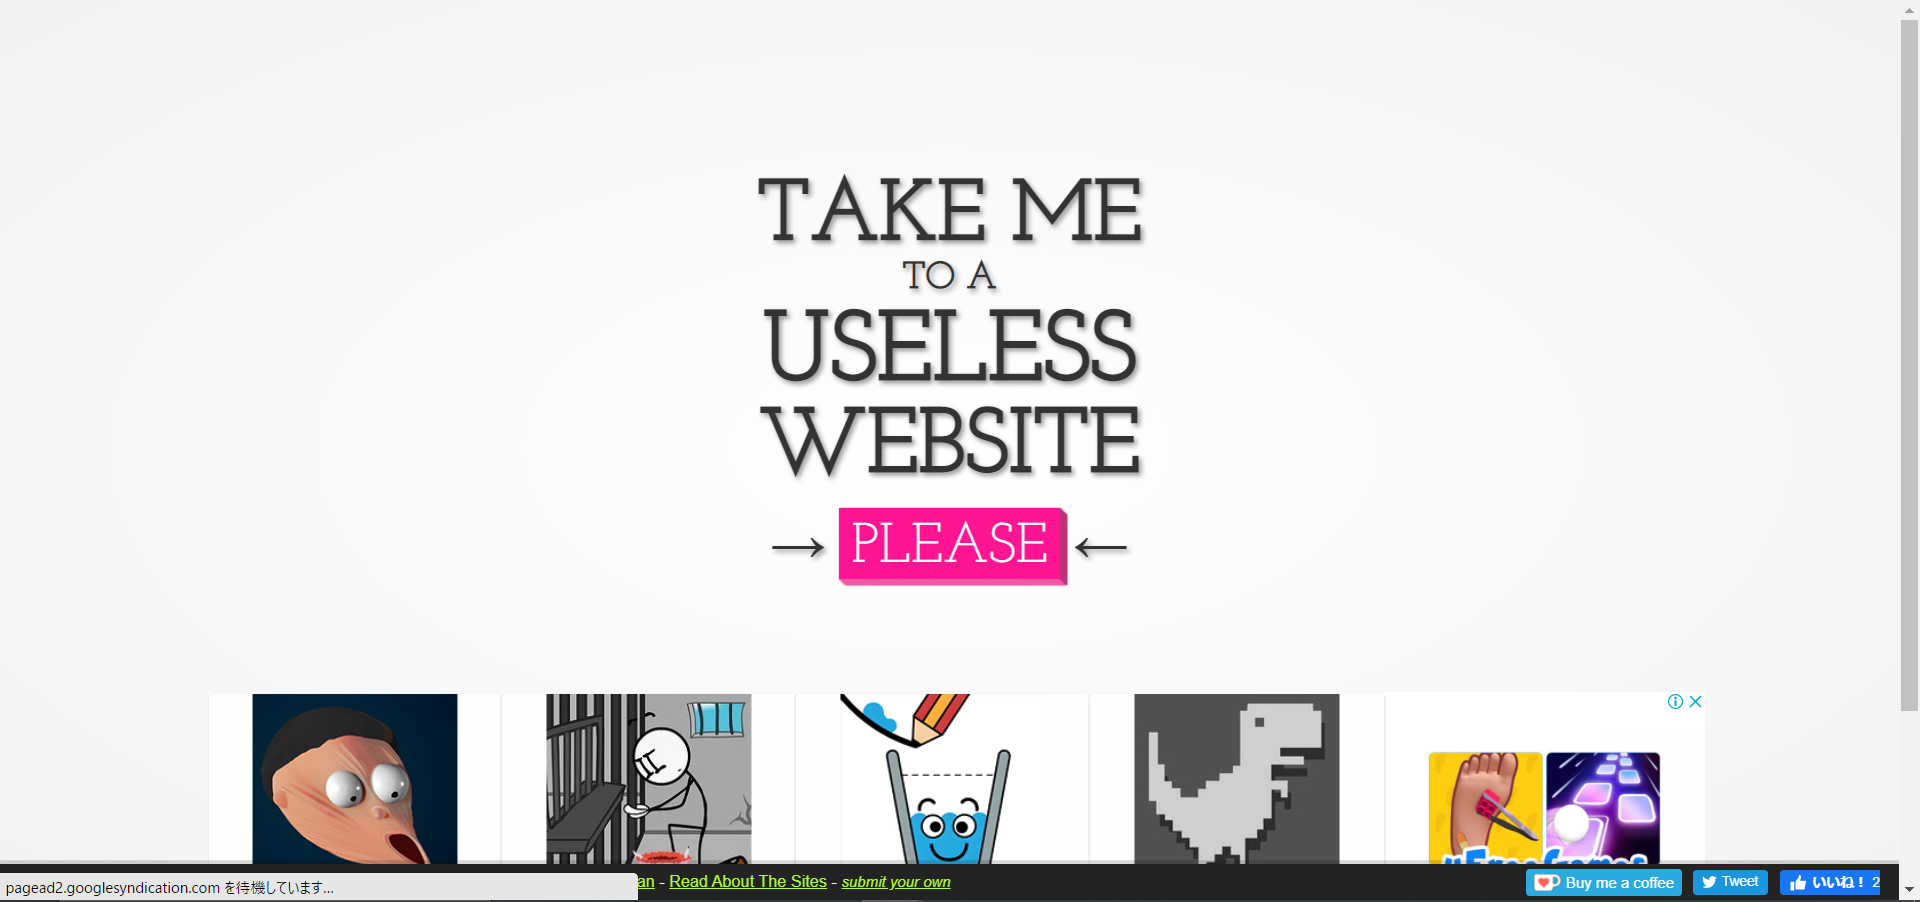 TAKE ME
TO A
USELESS
WEBSITE
→ PLEASE ←
an - Read About The Sites - submit your own
Buy me a coffee
Tweet
いいね！ 2
pagead2.googlesyndication.com を待機しています...